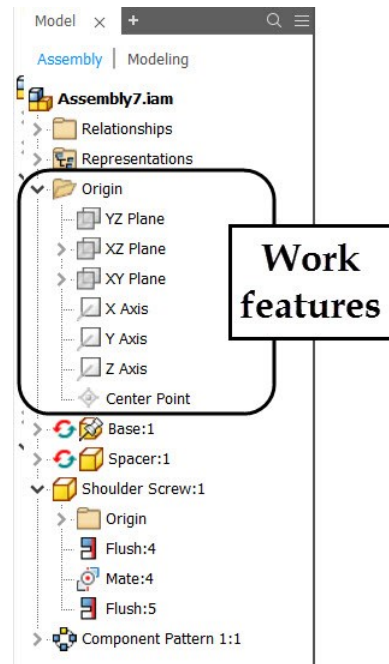 Model
Assembly | Modeling
Assembly7.iam
Relationships
Representations
Origin
YZ Plane
XZ Plane
XY Plane
X Axis
Y Axis
Z Axis
Center Point
Work
features
Base:1
Spacer:1
Shoulder Screw:1
Origin
Flush:4
Mate:4
Flush:5
Component Pattern 1:1